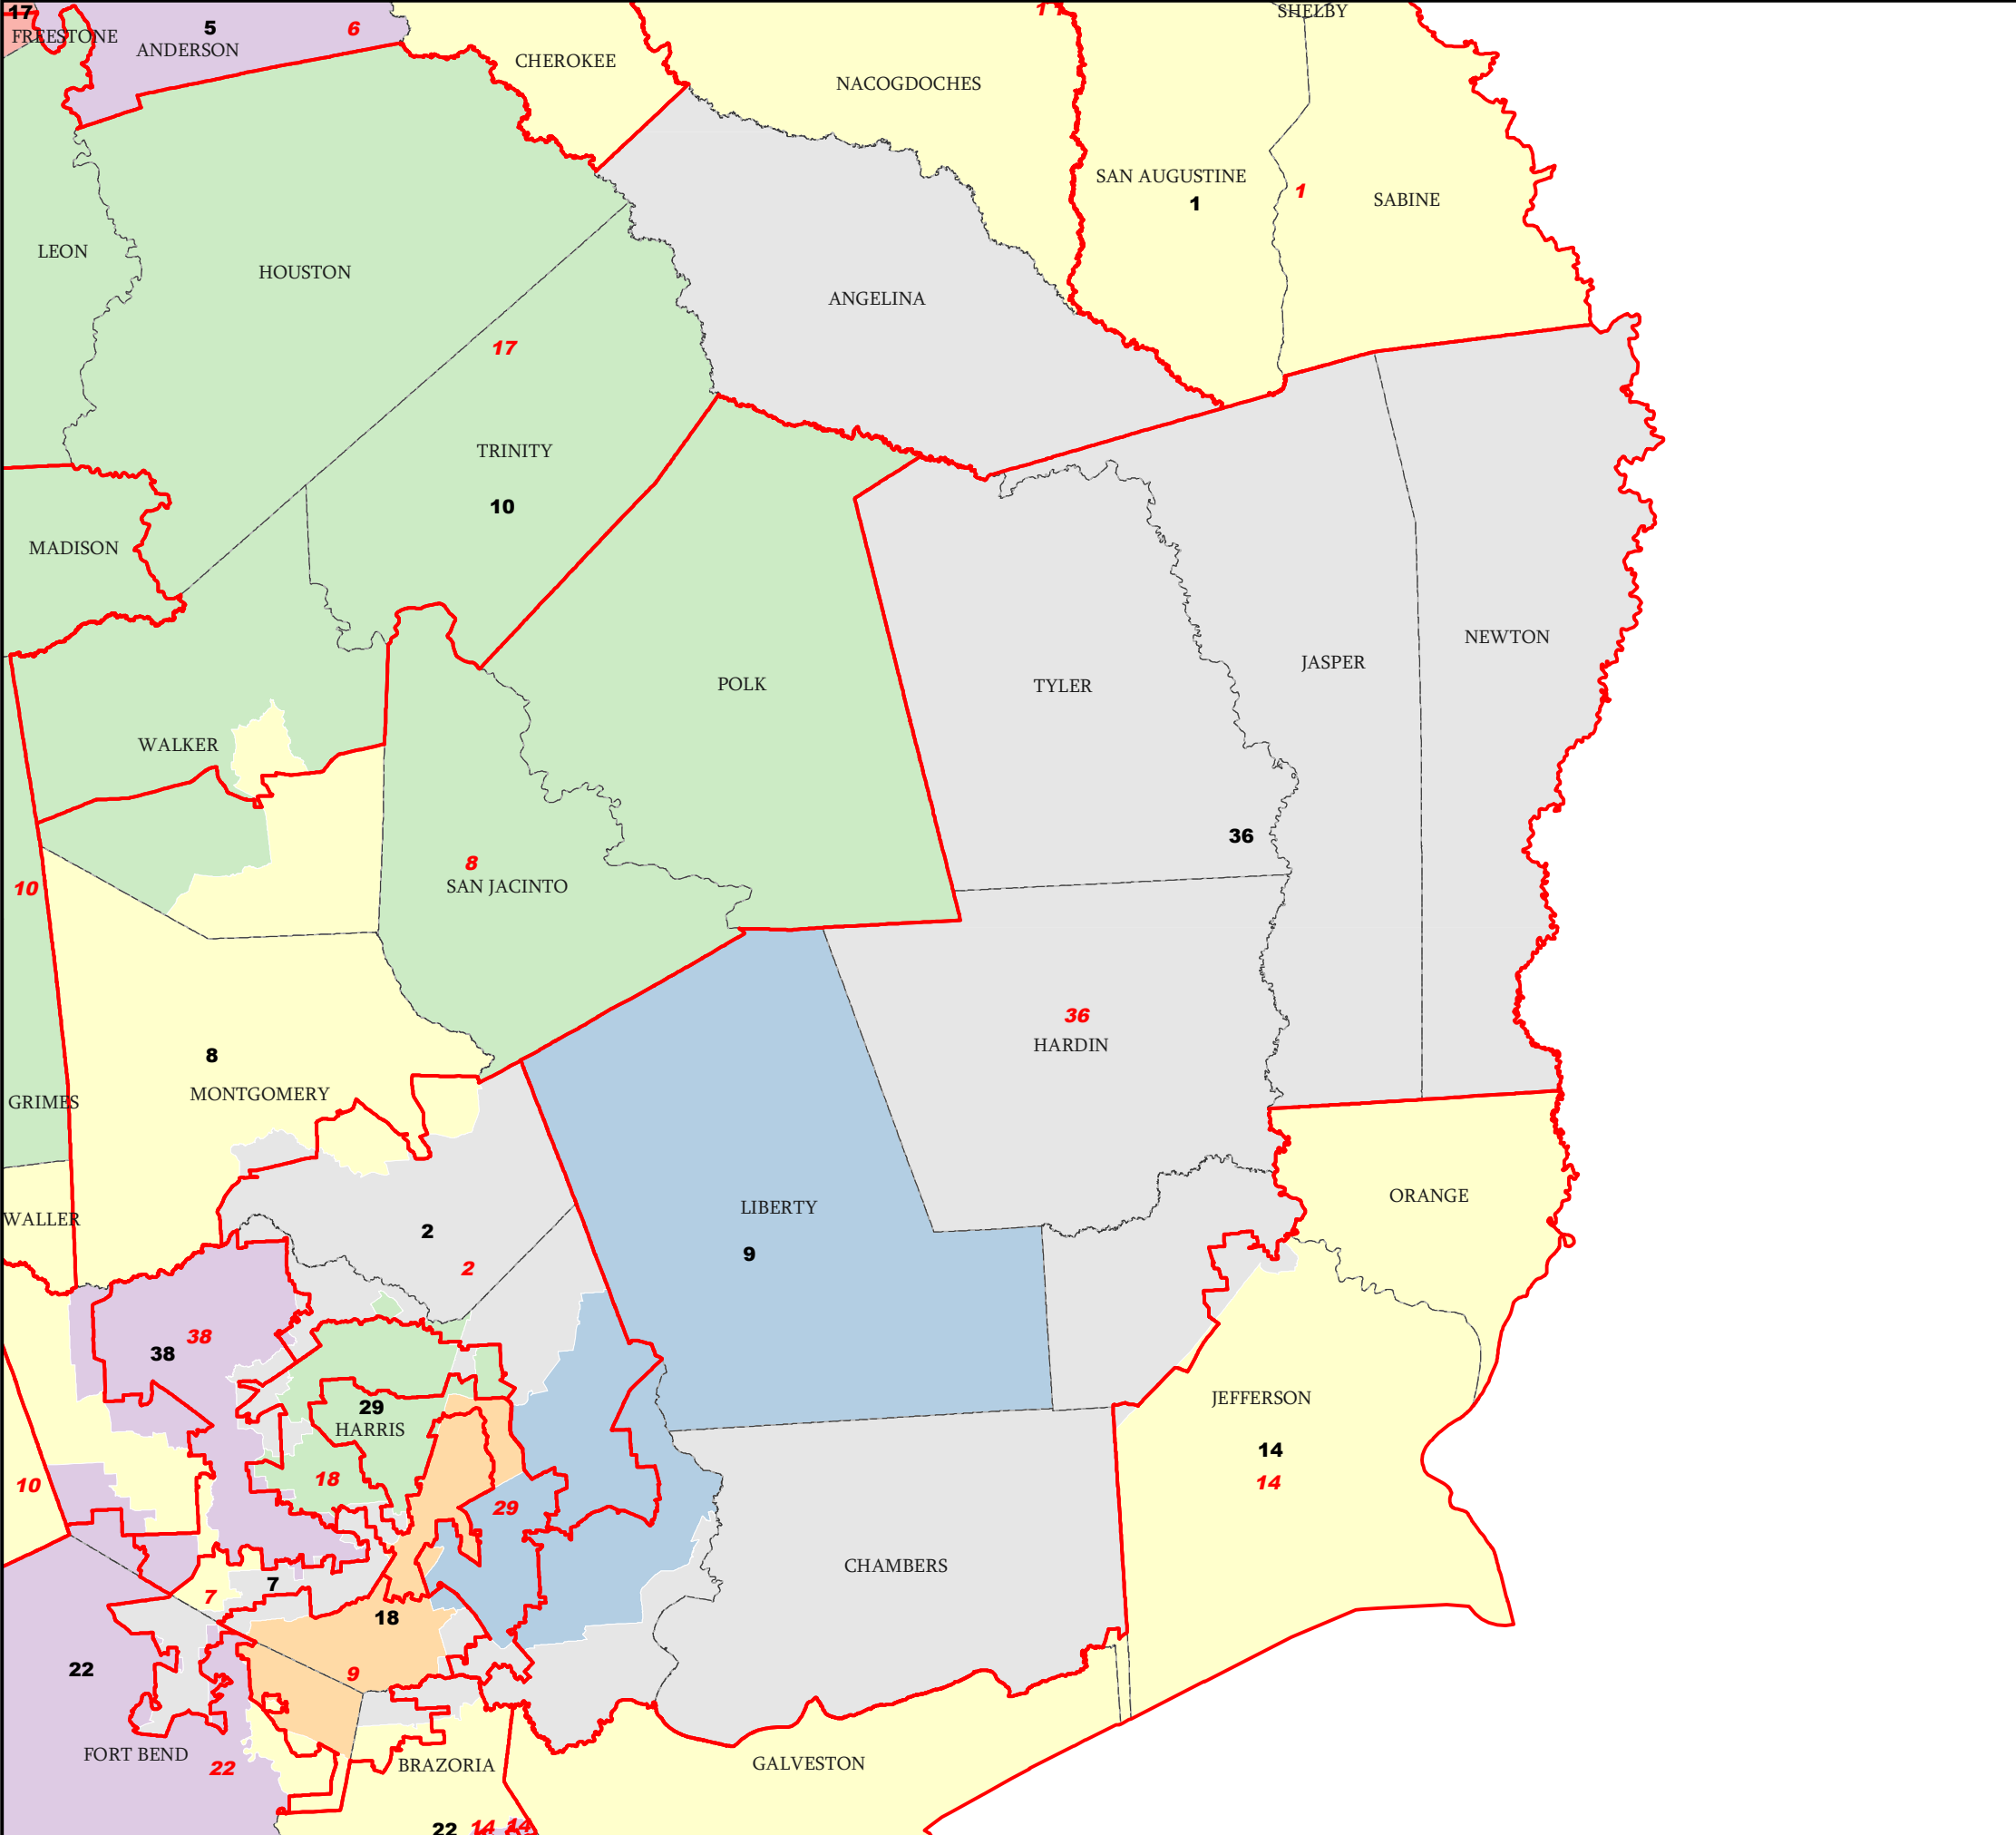 17
FREESTONE
5
6
ANDERSON
CHEROKEE
NACOGDOCHES
SHELBY
SAN AUGUSTINE
1
1
SABINE
LEON
HOUSTON
ANGELINA
17
TRINITY
10
MADISON
NEWTON
JASPER
POLK
TYLER
WALKER
36
8
SAN JACINTO
10
36
HARDIN
8
MONTGOMERY
GRIMES
ORANGE
LIBERTY
WALLER
2
9
2
38
38
JEFFERSON
29
HARRIS
14
18
14
10
29
CHAMBERS
7
7
18
22
9
FORT BEND
22
BRAZORIA
GALVESTON
22
14
14